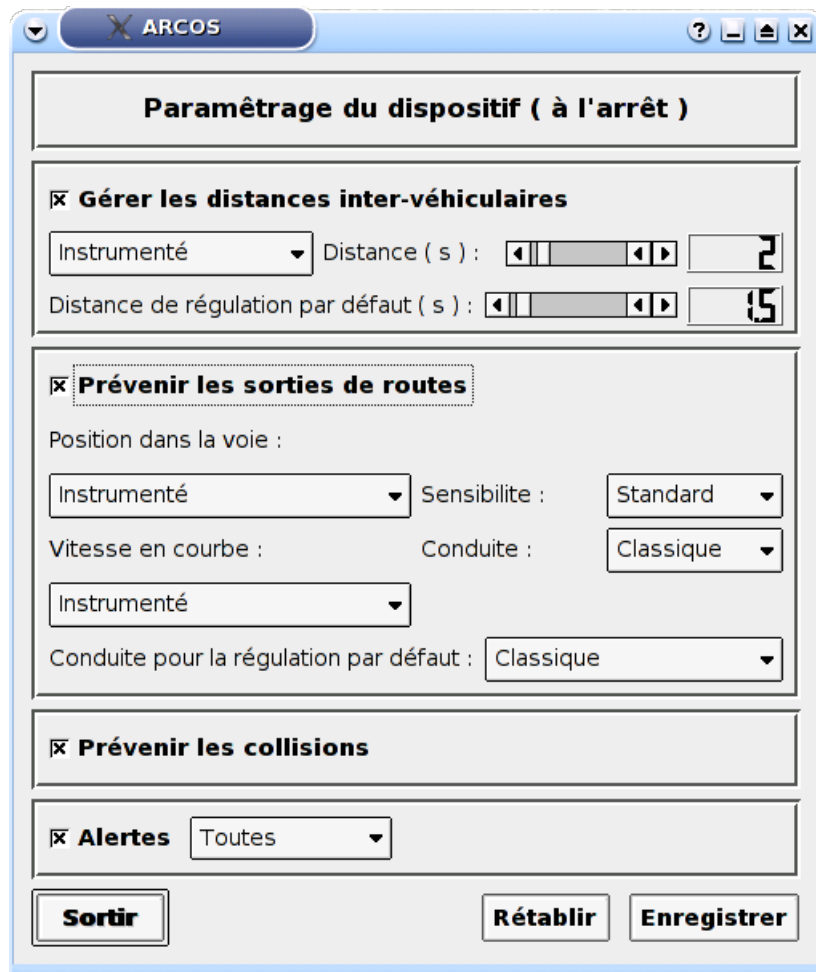 ARCOS
Paramêtrage du dispositif ( à l'arrêt )
Gérer les distances inter-véhiculaires
Instrumenté Distance ( s ) : 2
Distance de régulation par défaut ( s ) : 1.5
Prévenir les sorties de routes
Position dans la voie :
Instrumenté Sensibilite : Standard
Vitesse en courbe : Conduite : Classique
Instrumenté
Conduite pour la régulation par défaut : Classique
Prévenir les collisions
Alertes Toutes
Sortir Rétablir Enregistrer